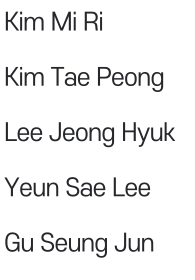 Kim Mi Ri
Kim Tae Peong
Lee Jeong Hyuk
Yeun Sae Lee
Gu Seung Jun